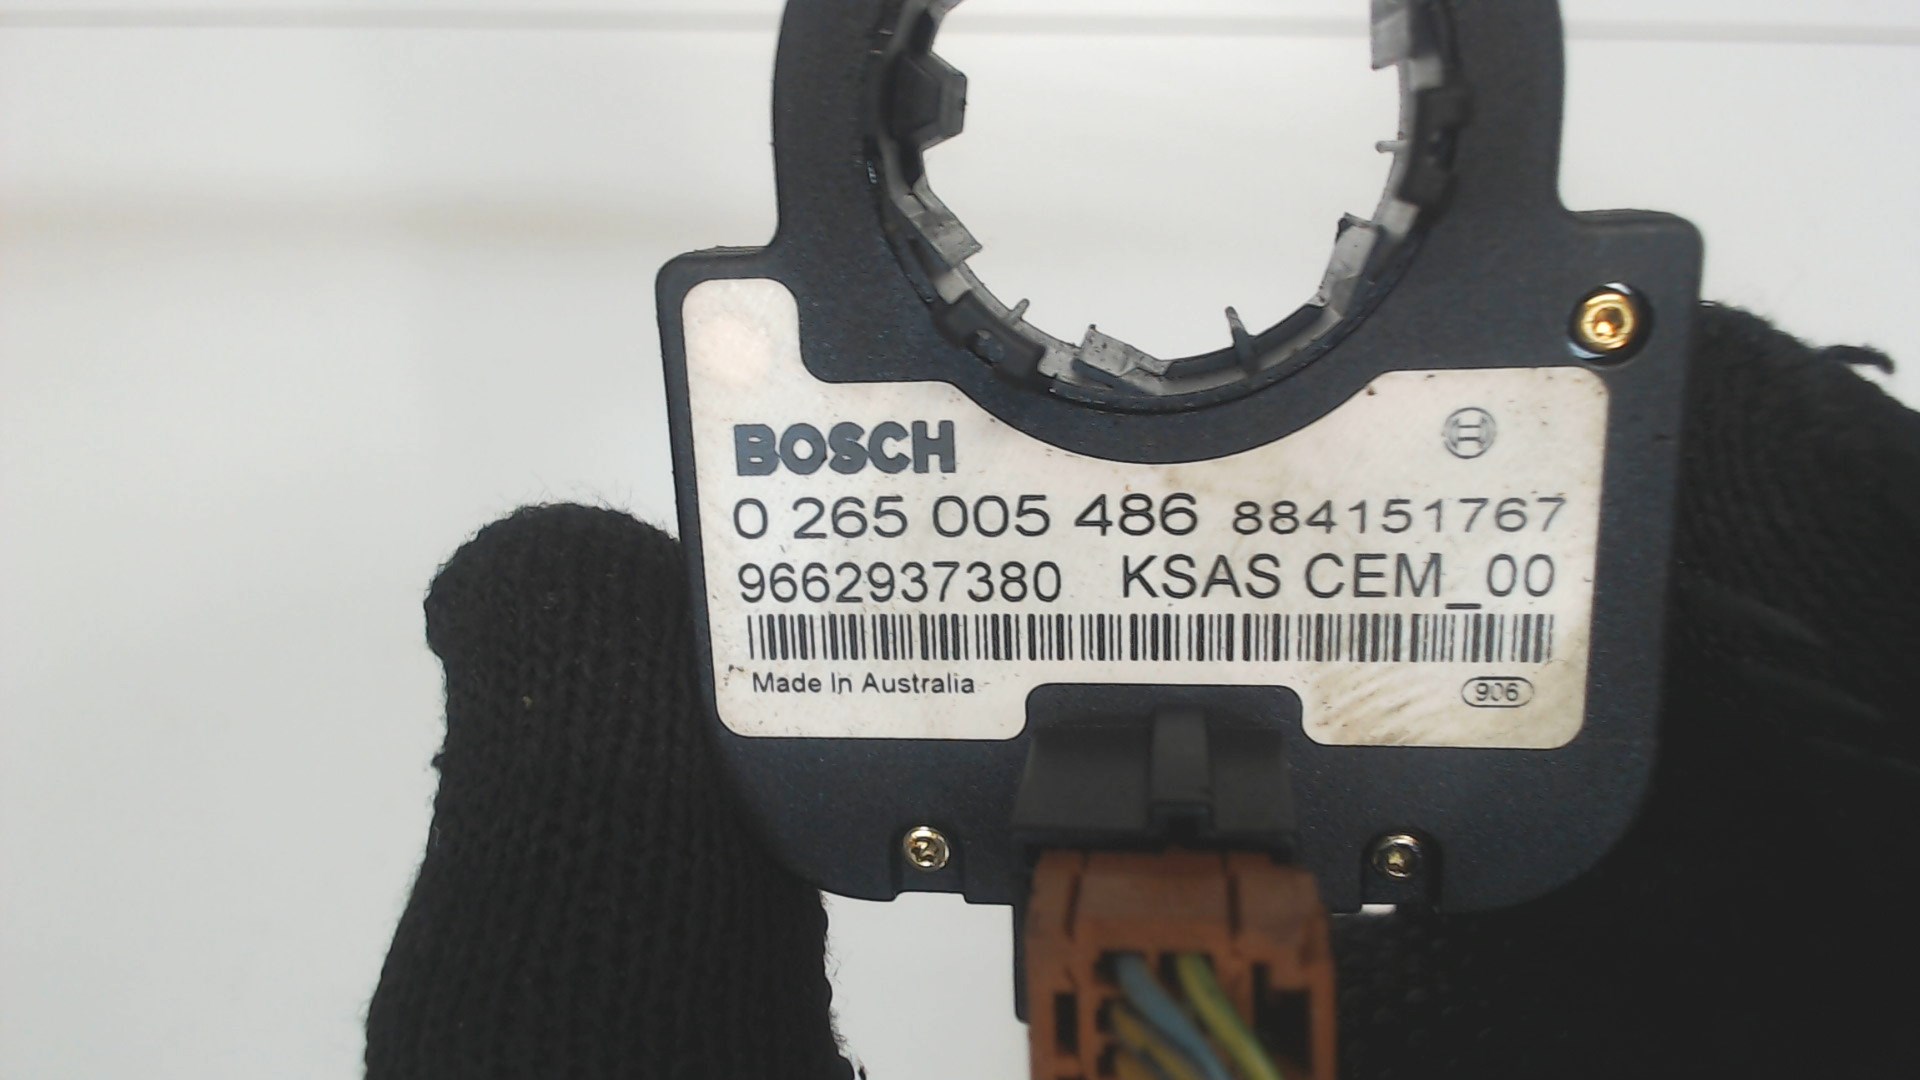 BOSCH
0 265 005 486 884151767
9662937380 KSAS CEM_00
Made In Australia
906